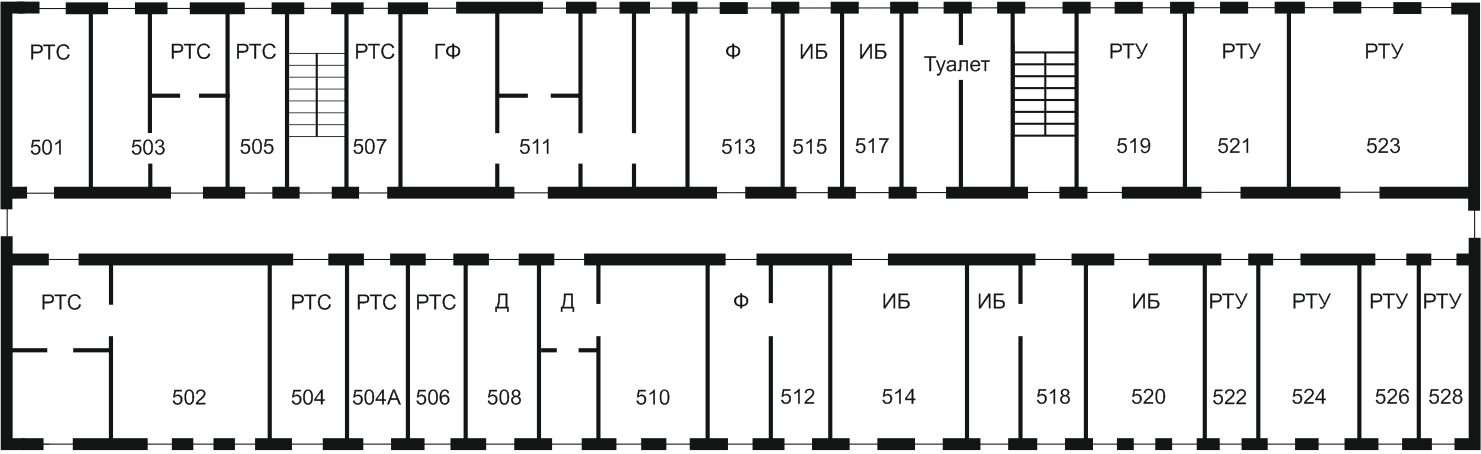 РТС РТС РТС РТС ГФ Ф ИБ ИБ Туалет РТУ РТУ РТУ
501 503 505 507 511 513 515 517 519 521 523
РТС РТС РТС РТС Д Д Ф ИБ ИБ ИБ РТУ РТУ РТУ РТУ
502 504 504А 506 508 510 512 514 518 520 522 524 526 528